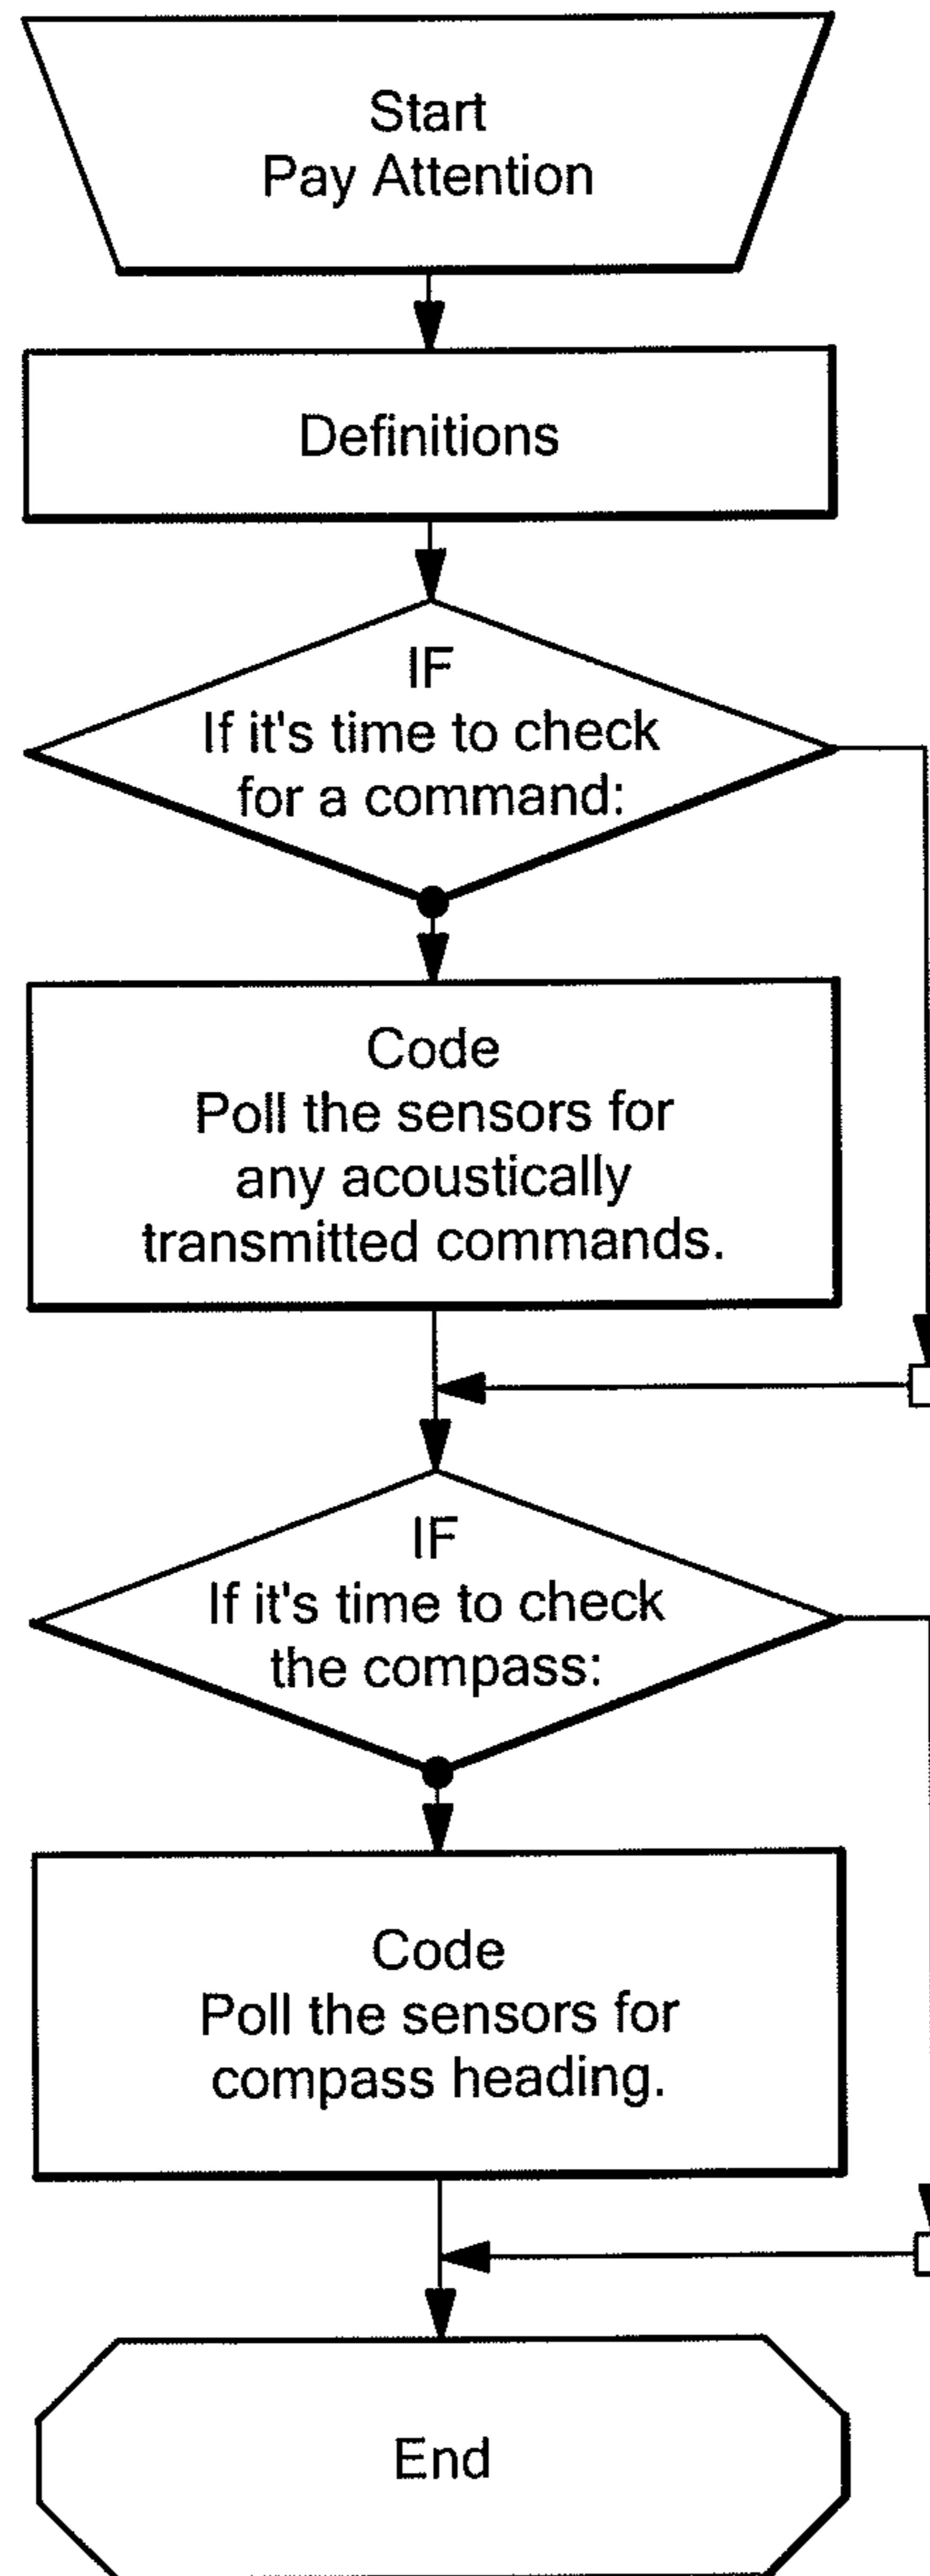 Start
Pay Attention
Definitions
IF
If it's time to check
for a command:
Code
Poll the sensors for
any acoustically
transmitted commands.
IF
If it's time to check
the compass:
Code
Poll the sensors for
compass heading.
End